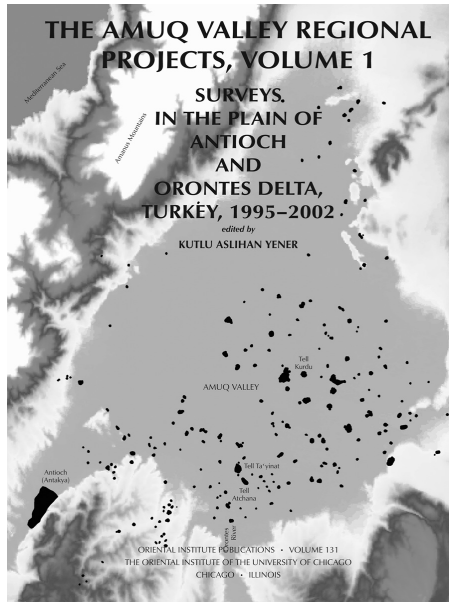 THE AMUQ VALLEY REGIONAL
PROJECTS, VOLUME 1
Mediterranean Sea
SURVEYS
IN THE PLAIN OF
Amanus Mountains
ANTIOCH
AND
ORONTES DELTA,
TURKEY, 1995–2002
edited by
KUTLU ASLIHAN YENER
Tell
Kurdu
AMUQ VALLEY
Antioch
(Antakya)
Tell Taʿyinat
Tell
Atchana
Orontes
River
ORIENTAL INSTITUTE PUBLICATIONS • VOLUME 131
THE ORIENTAL INSTITUTE OF THE UNIVERSITY OF CHICAGO
CHICAGO • ILLINOIS